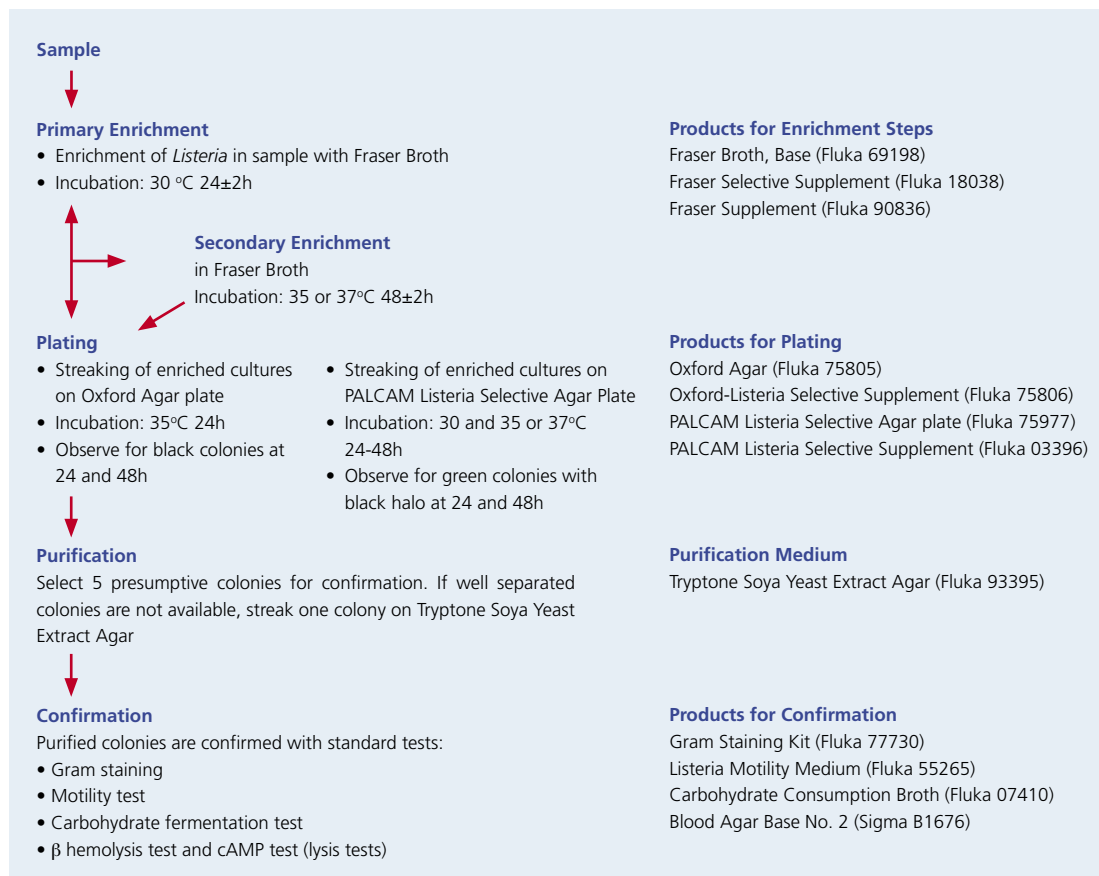 Sample
Primary Enrichment
• Enrichment of Listeria in sample with Fraser Broth
• Incubation: 30 ºC 24±2h
Products for Enrichment Steps
Fraser Broth, Base (Fluka 69198)
Fraser Selective Supplement (Fluka 18038)
Fraser Supplement (Fluka 90836)
Secondary Enrichment
in Fraser Broth
Incubation: 35 or 37ºC 48±2h
Plating
• Streaking of enriched cultures
on Oxford Agar plate
• Incubation: 35ºC 24h
• Observe for black colonies at
24 and 48h
• Streaking of enriched cultures on
PALCAM Listeria Selective Agar Plate
• Incubation: 30 and 35 or 37ºC
24-48h
• Observe for green colonies with
black halo at 24 and 48h
Products for Plating
Oxford Agar (Fluka 75805)
Oxford-Listeria Selective Supplement (Fluka 75806)
PALCAM Listeria Selective Agar plate (Fluka 75977)
PALCAM Listeria Selective Supplement (Fluka 03396)
Purification
Select 5 presumptive colonies for confirmation. If well separated
colonies are not available, streak one colony on Tryptone Soya Yeast
Extract Agar
Purification Medium
Tryptone Soya Yeast Extract Agar (Fluka 93395)
Confirmation
Purified colonies are confirmed with standard tests:
• Gram staining
• Motility test
• Carbohydrate fermentation test
• β hemolysis test and cAMP test (lysis tests)
Products for Confirmation
Gram Staining Kit (Fluka 77730)
Listeria Motility Medium (Fluka 55265)
Carbohydrate Consumption Broth (Fluka 07410)
Blood Agar Base No. 2 (Sigma B1676)